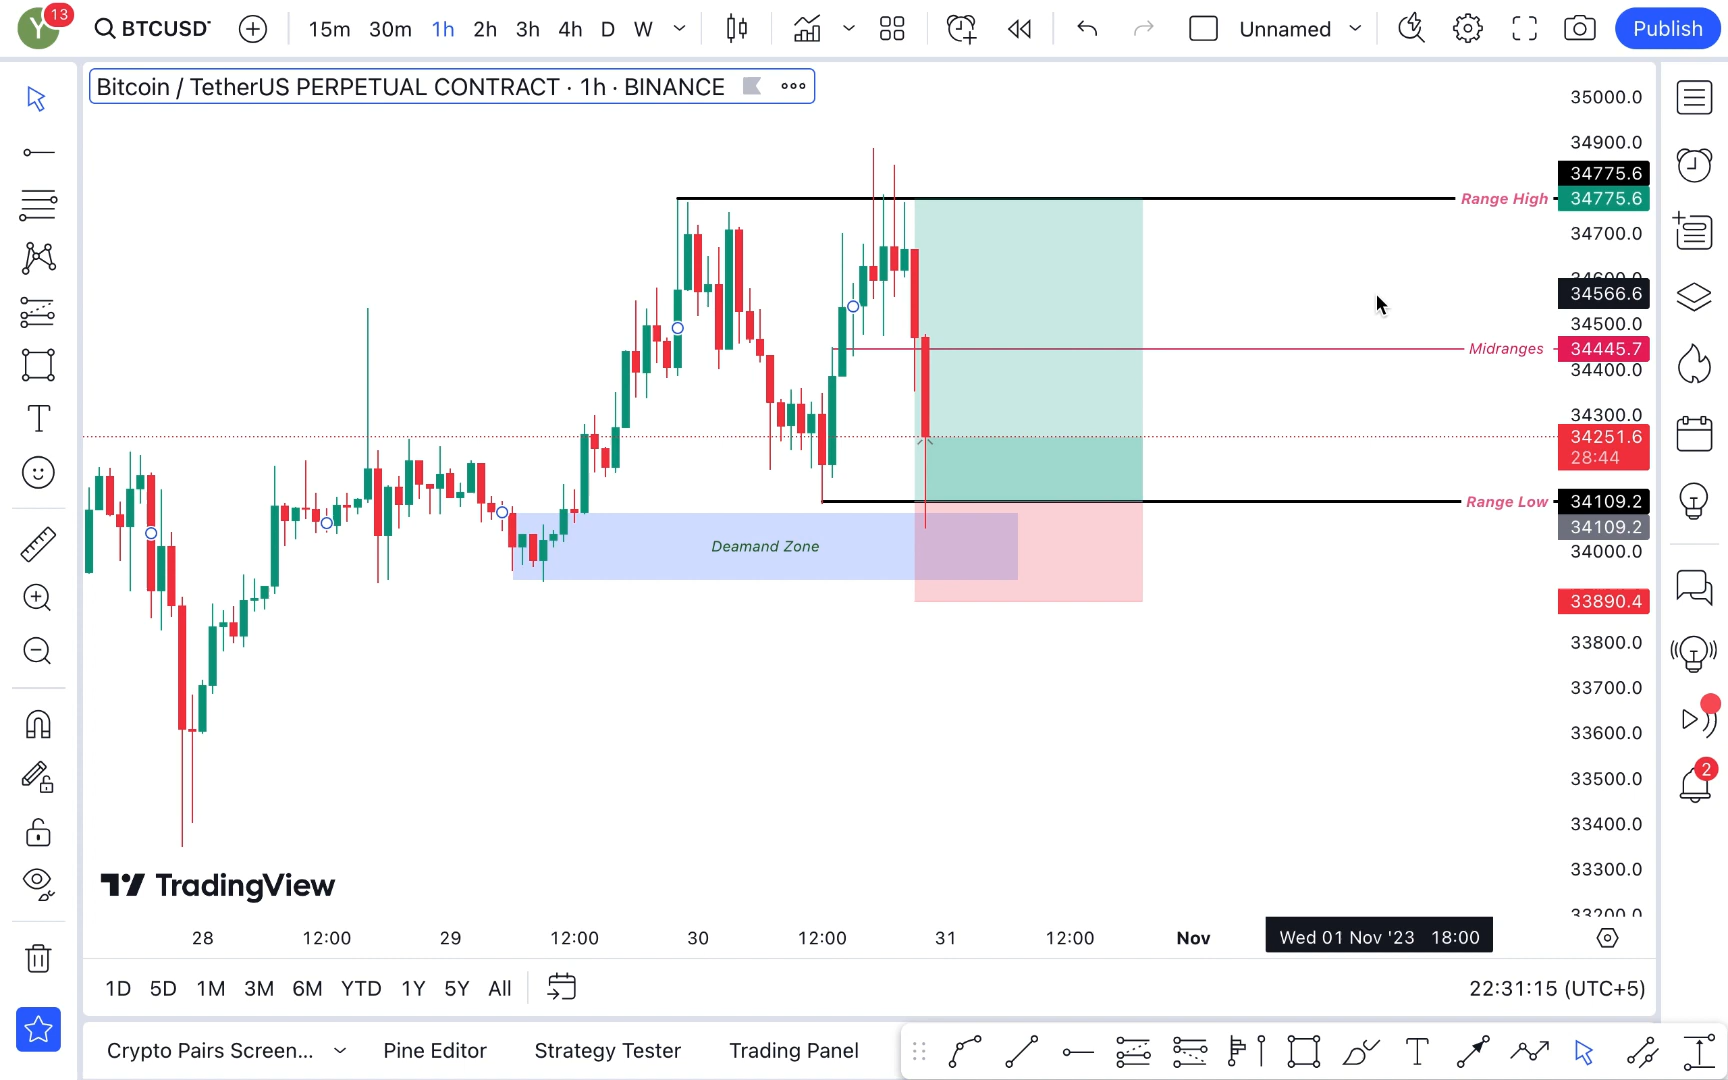 Y 13 BTCUSD 15m 30m 1h 2h 3h 4h D W Unnamed Publish
Bitcoin / TetherUS PERPETUAL CONTRACT · 1h · BINANCE
35000.0
34900.0
34775.6
Range High 34775.6
34700.0
34600.0
34566.6
34500.0
Midranges 34445.7
34400.0
34300.0
34251.6
28:44
Range Low 34109.2
34109.2
Deamand Zone
34000.0
33890.4
33800.0
33700.0
33600.0
33500.0
2
33400.0
33300.0
TradingView
33200.0
28 12:00 29 12:00 30 12:00 31 12:00 Nov Wed 01 Nov '23 18:00
1D 5D 1M 3M 6M YTD 1Y 5Y All 22:31:15 (UTC+5)
Crypto Pairs Screen... Pine Editor Strategy Tester Trading Panel